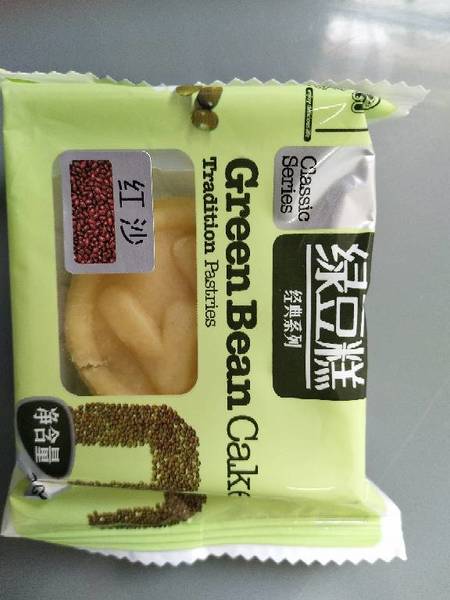 Classic
Series
绿豆糕
经典系列
Green Bean Cake
Tradition Pastries
红沙
净含量